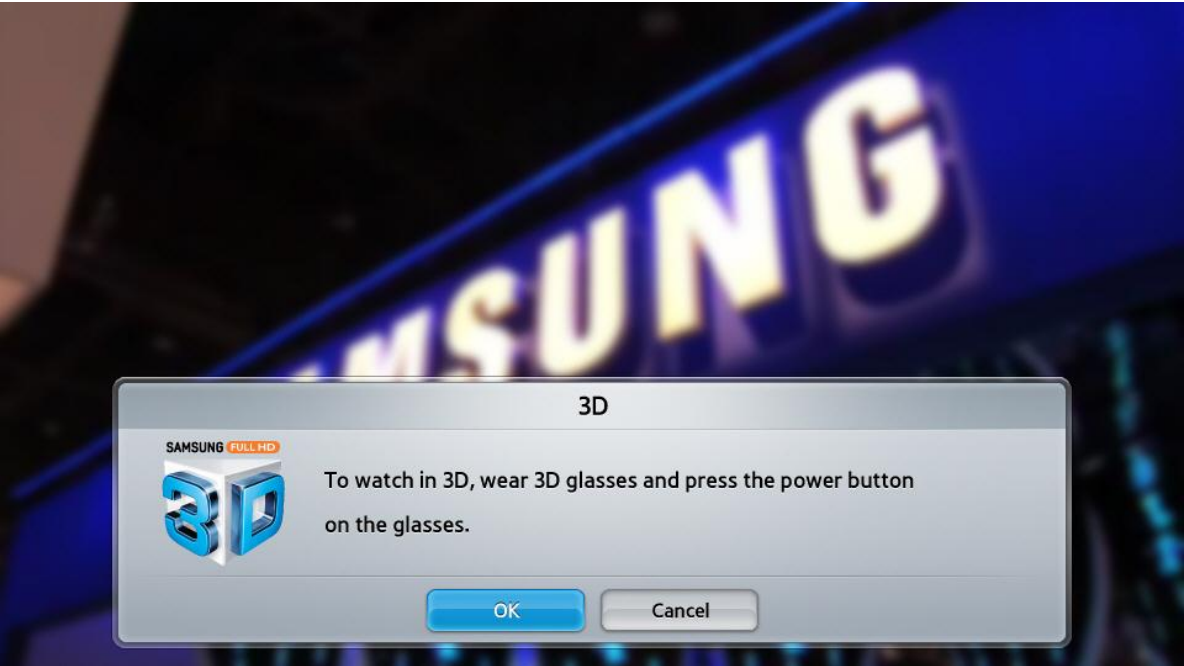 AMSUNG
3D
SAMSUNG FULL HD
3D
To watch in 3D, wear 3D glasses and press the power button
on the glasses.
OK
Cancel